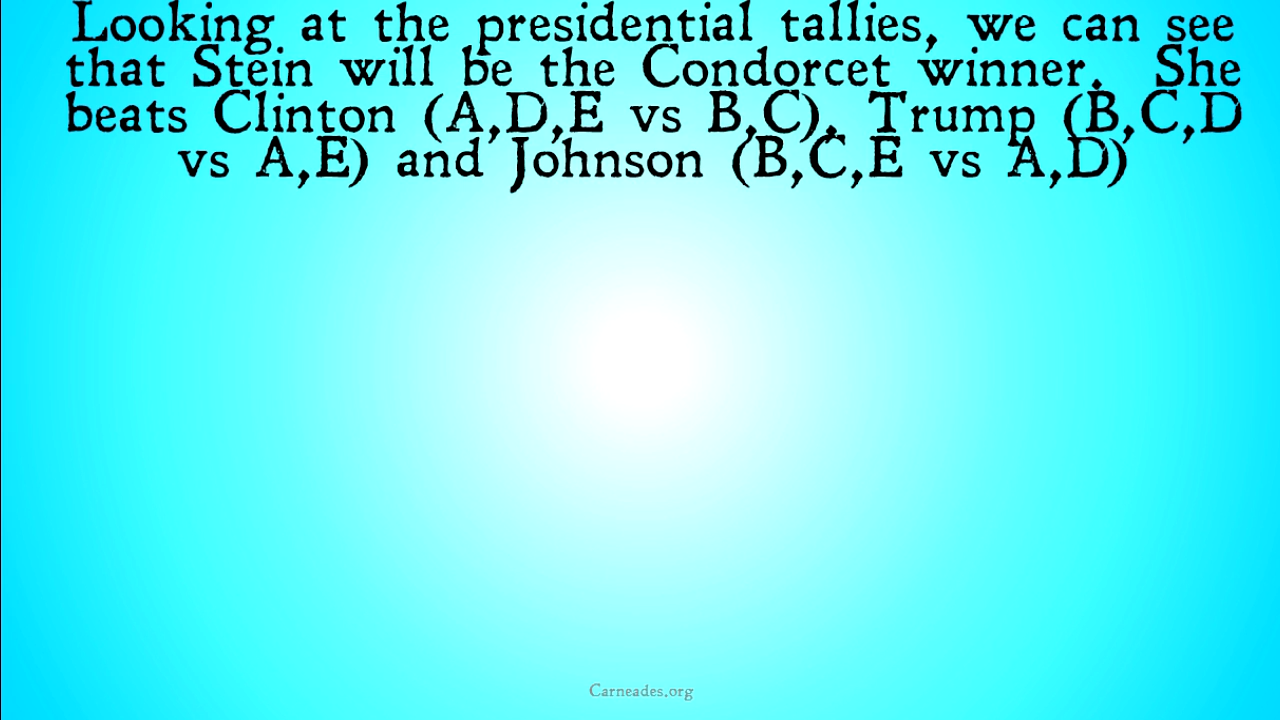 Looking at the presidential tallies, we can see
that Stein will be the Condorcet winner. She
beats Clinton (A,D,E vs B,C), Trump (B,C,D
vs A,E) and Johnson (B,C,E vs A,D)
Carneades.org